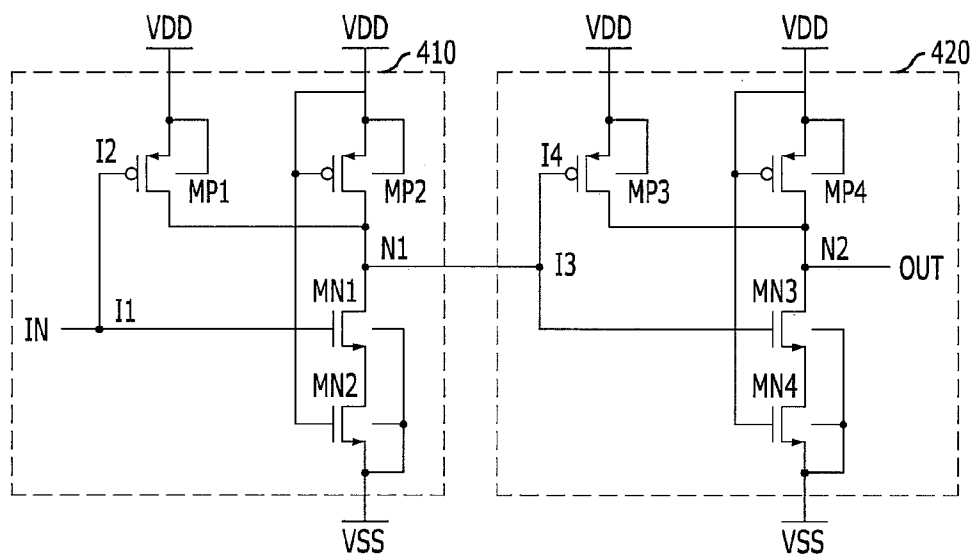 VDD VDD 410 VDD VDD 420
I2 MP1 MP2 I4 MP3 MP4
N1 I3 N2 OUT
MN1 MN3
IN I1
MN2 MN4
VSS VSS